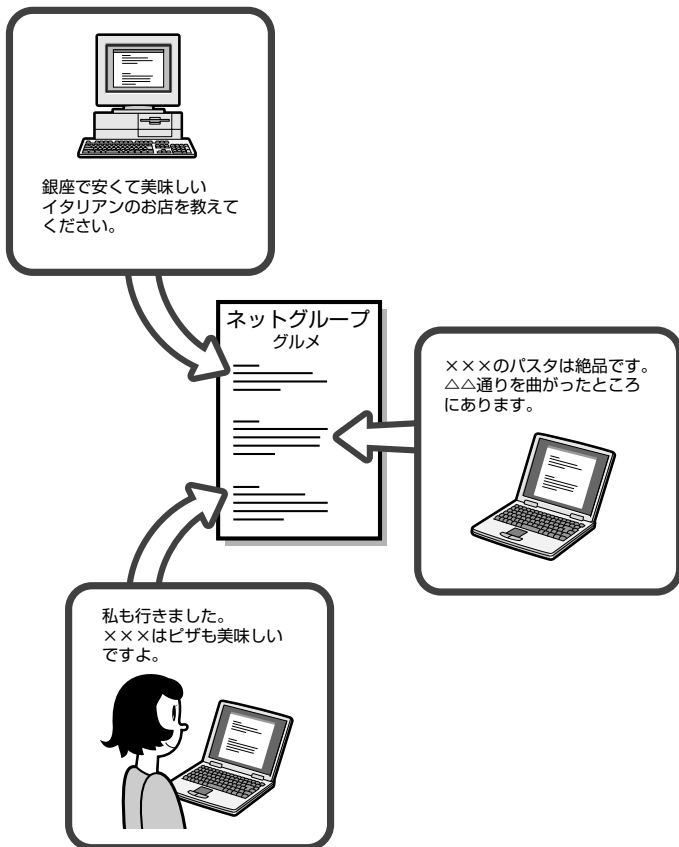 銀座で安くて美味しい
イタリアンのお店を教えて
ください。
ネットグループ
グルメ
×××のパスタは絶品です。
△△通りを曲がったところ
にあります。
私も行きました。
×××はピザも美味しい
ですよ。